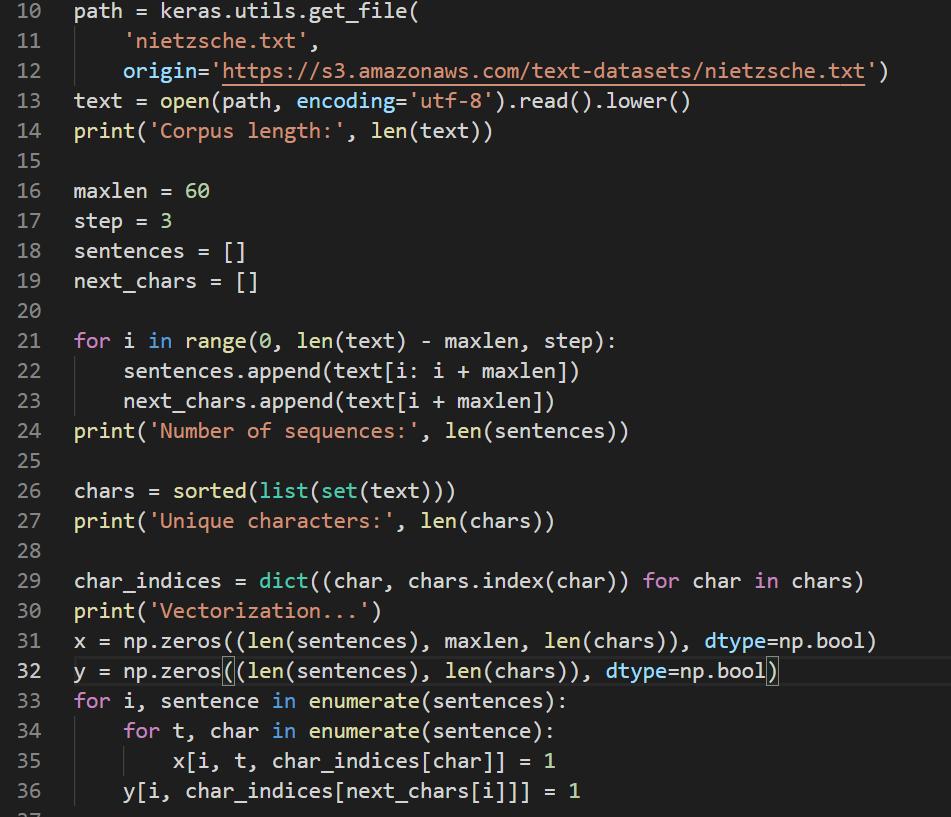 10 path = keras.utils.get_file(
11     'nietzsche.txt',
12     origin='https://s3.amazonaws.com/text-datasets/nietzsche.txt')
13 text = open(path, encoding='utf-8').read().lower()
14 print('Corpus length:', len(text))
15
16 maxlen = 60
17 step = 3
18 sentences = []
19 next_chars = []
20
21 for i in range(0, len(text) - maxlen, step):
22     sentences.append(text[i: i + maxlen])
23     next_chars.append(text[i + maxlen])
24 print('Number of sequences:', len(sentences))
25
26 chars = sorted(list(set(text)))
27 print('Unique characters:', len(chars))
28
29 char_indices = dict((char, chars.index(char)) for char in chars)
30 print('Vectorization...')
31 x = np.zeros((len(sentences), maxlen, len(chars)), dtype=np.bool)
32 y = np.zeros((len(sentences), len(chars)), dtype=np.bool)
33 for i, sentence in enumerate(sentences):
34     for t, char in enumerate(sentence):
35         x[i, t, char_indices[char]] = 1
36     y[i, char_indices[next_chars[i]]] = 1